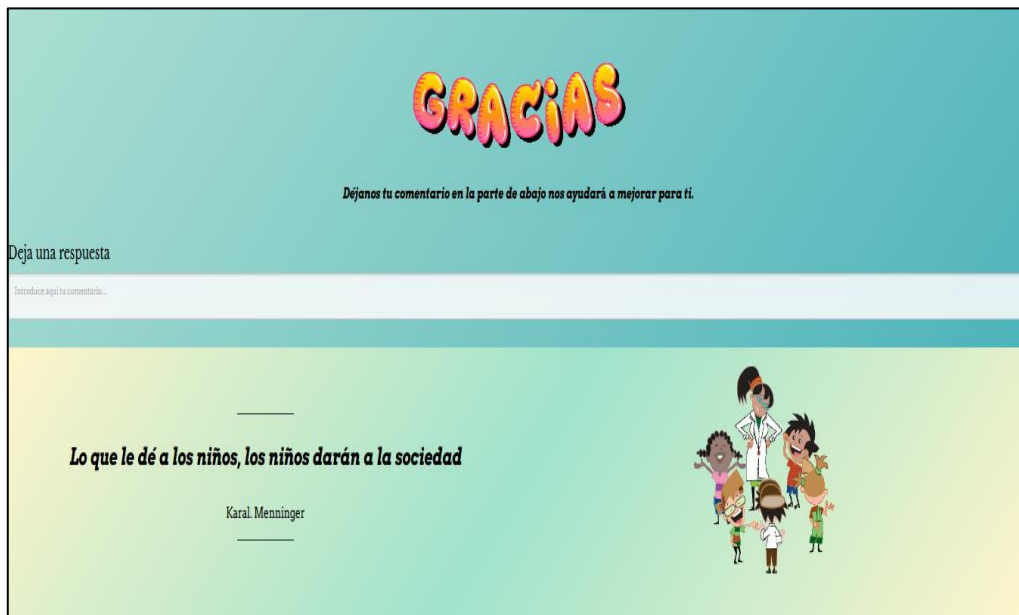 GRACiAS
Déjanos tu comentario en la parte de abajo nos ayudará a mejorar para ti.
Deja una respuesta
Introduce aquí tu comentario...
Lo que le dé a los niños, los niños darán a la sociedad
Karal. Menninger